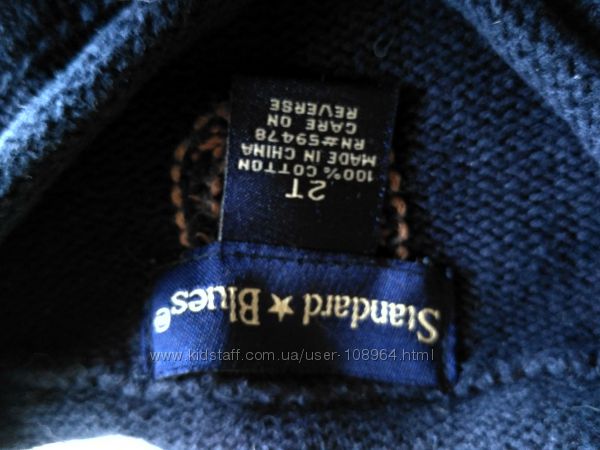 Standard ★ Blues®
2T
100% COTTON
MADE IN CHINA
RN#59478
CARE ON
REVERSE
www.kidstaff.com.ua/user-108964.html